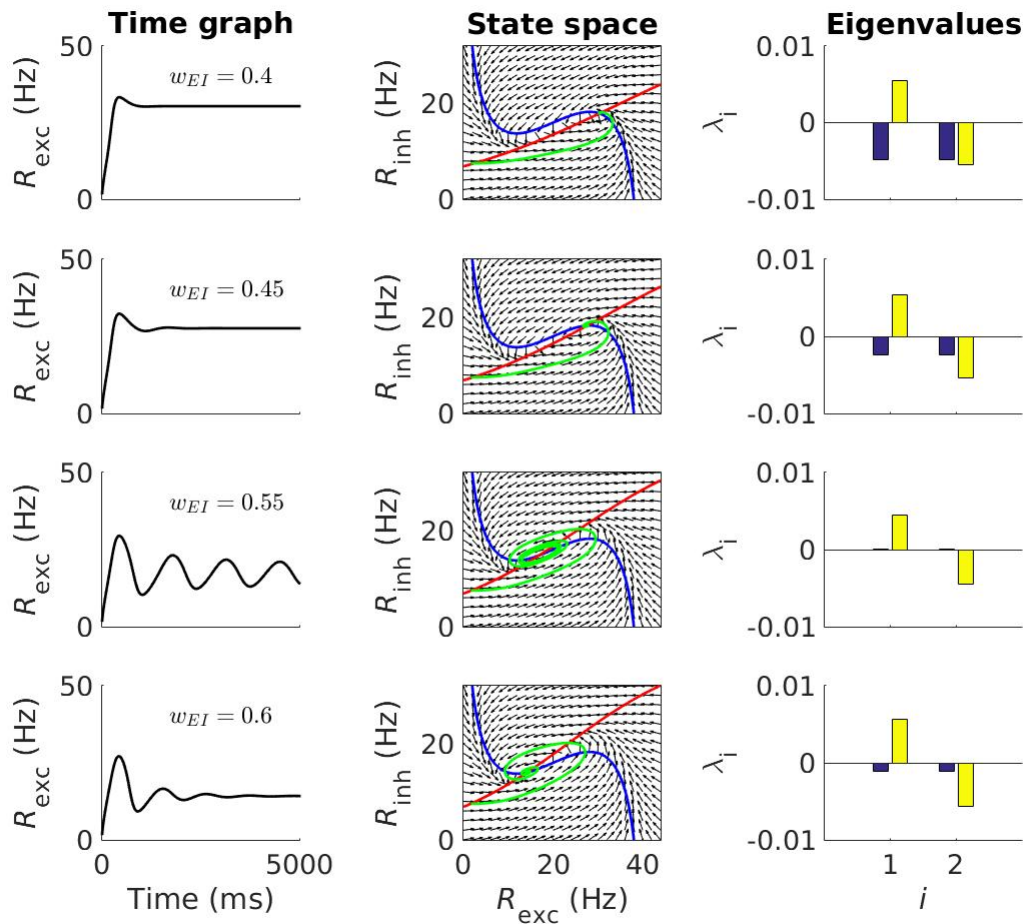 Time graph
State space
Eigenvalues
50
0
R_exc (Hz)
w_EI = 0.4
20
0
R_inh (Hz)
0.01
0
-0.01
λ_i
50
0
R_exc (Hz)
w_EI = 0.45
20
0
R_inh (Hz)
0.01
0
-0.01
λ_i
50
0
R_exc (Hz)
w_EI = 0.55
20
0
R_inh (Hz)
0.01
0
-0.01
λ_i
50
0
R_exc (Hz)
w_EI = 0.6
0 5000
Time (ms)
20
0
R_inh (Hz)
0 20 40
R_exc (Hz)
0.01
0
-0.01
λ_i
1 2
i